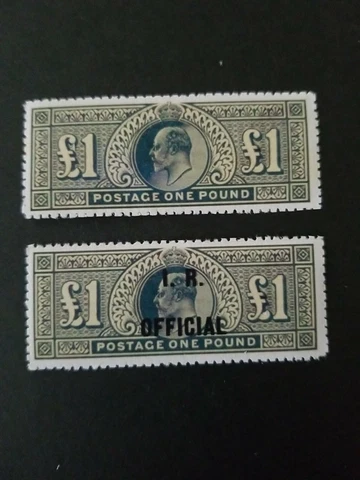 £1 £1
POSTAGE ONE POUND
I. R.
£1 £1
OFFICIAL
POSTAGE ONE POUND